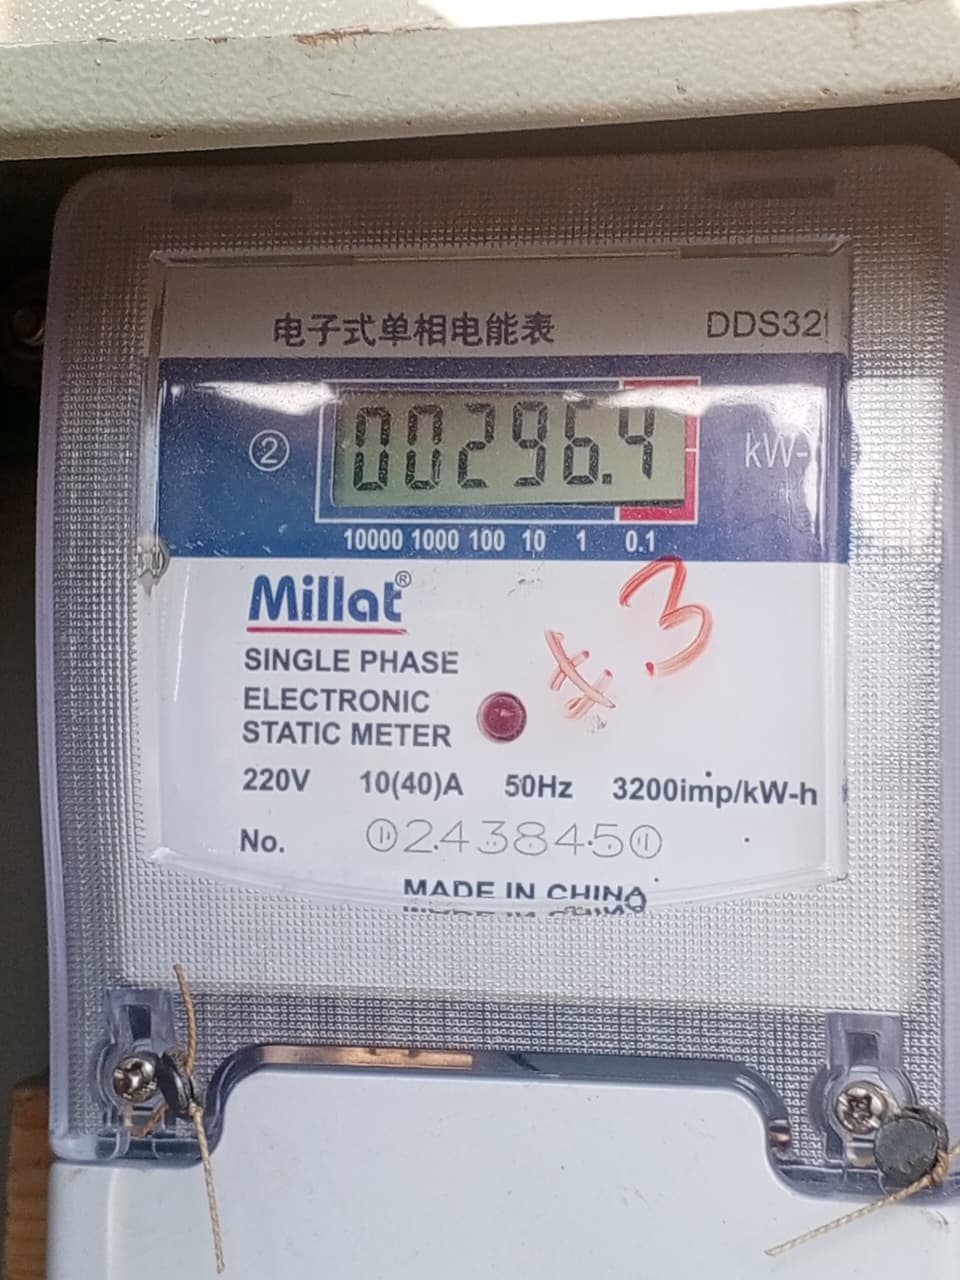 电子式单相电能表 DDS32
② 00296.4 kW-
10000 1000 100 10 1 0.1
Millat®
SINGLE PHASE
ELECTRONIC
STATIC METER
# 3
220V 10(40)A 50Hz 3200imp/kW-h
No. 02438450
MADE IN CHINA